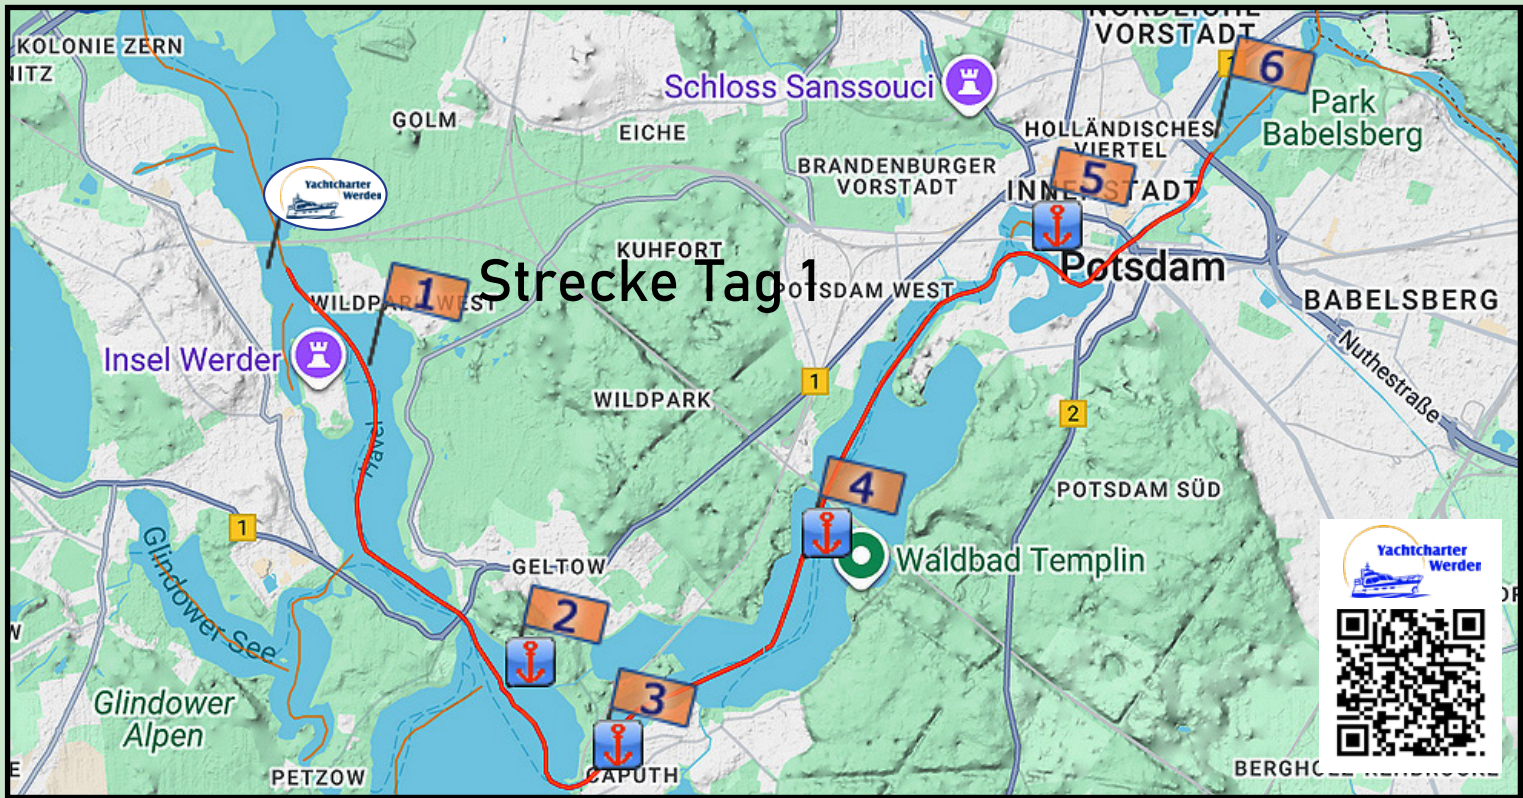 NÖRDLICHE
VORSTADT
KOLONIE ZERN
NITZ
6
Schloss Sanssouci
Park
Babelsberg
GOLM
EICHE
HOLLÄNDISCHES
VIERTEL
BRANDENBURGER
VORSTADT
5
INNENSTADT
Yachtcharter
Werder
KUHFORT
Potsdam
Strecke Tag 1
1
WILDPARK-WEST
POTSDAM WEST
BABELSBERG
Insel Werder
Nuthestraße
1
WILDPARK
2
Havel
4
POTSDAM SÜD
1
Glindower See
GELTOW
Waldbad Templin
Yachtcharter
Werder
2
3
Glindower
Alpen
PETZOW
CAPUTH